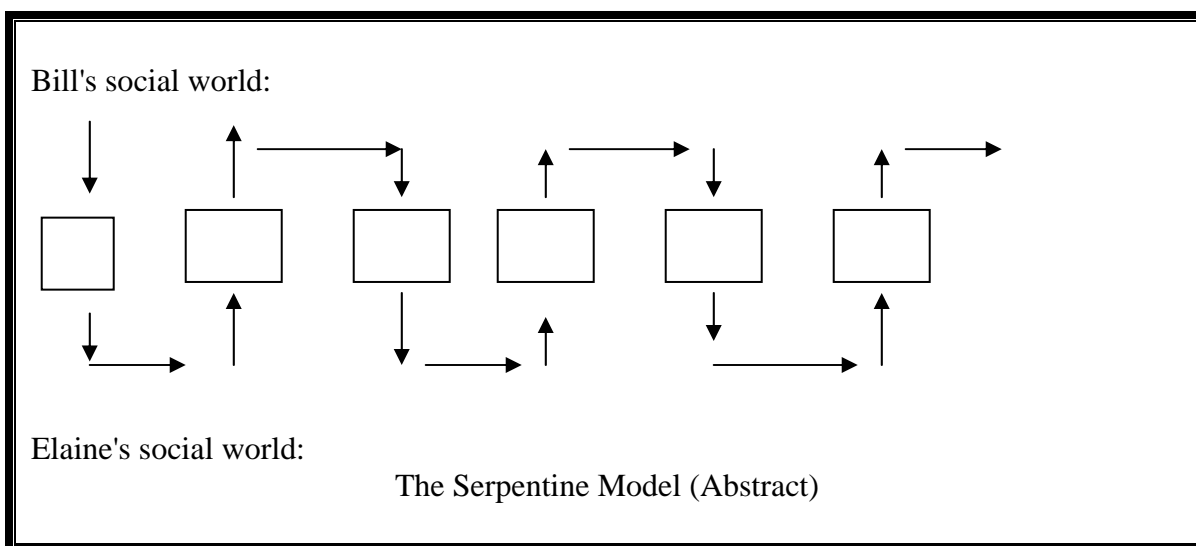 Bill's social world:
Elaine's social world:
The Serpentine Model (Abstract)